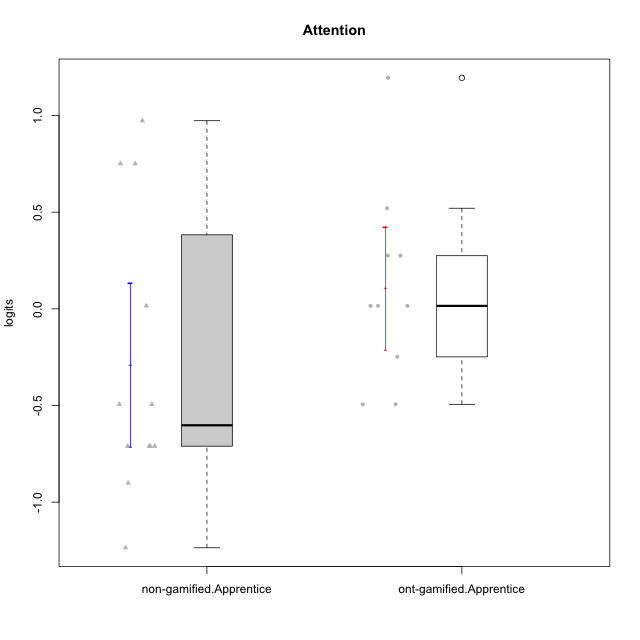 Attention
logits
1.0
0.5
0.0
-0.5
-1.0
non-gamified.Apprentice
ont-gamified.Apprentice